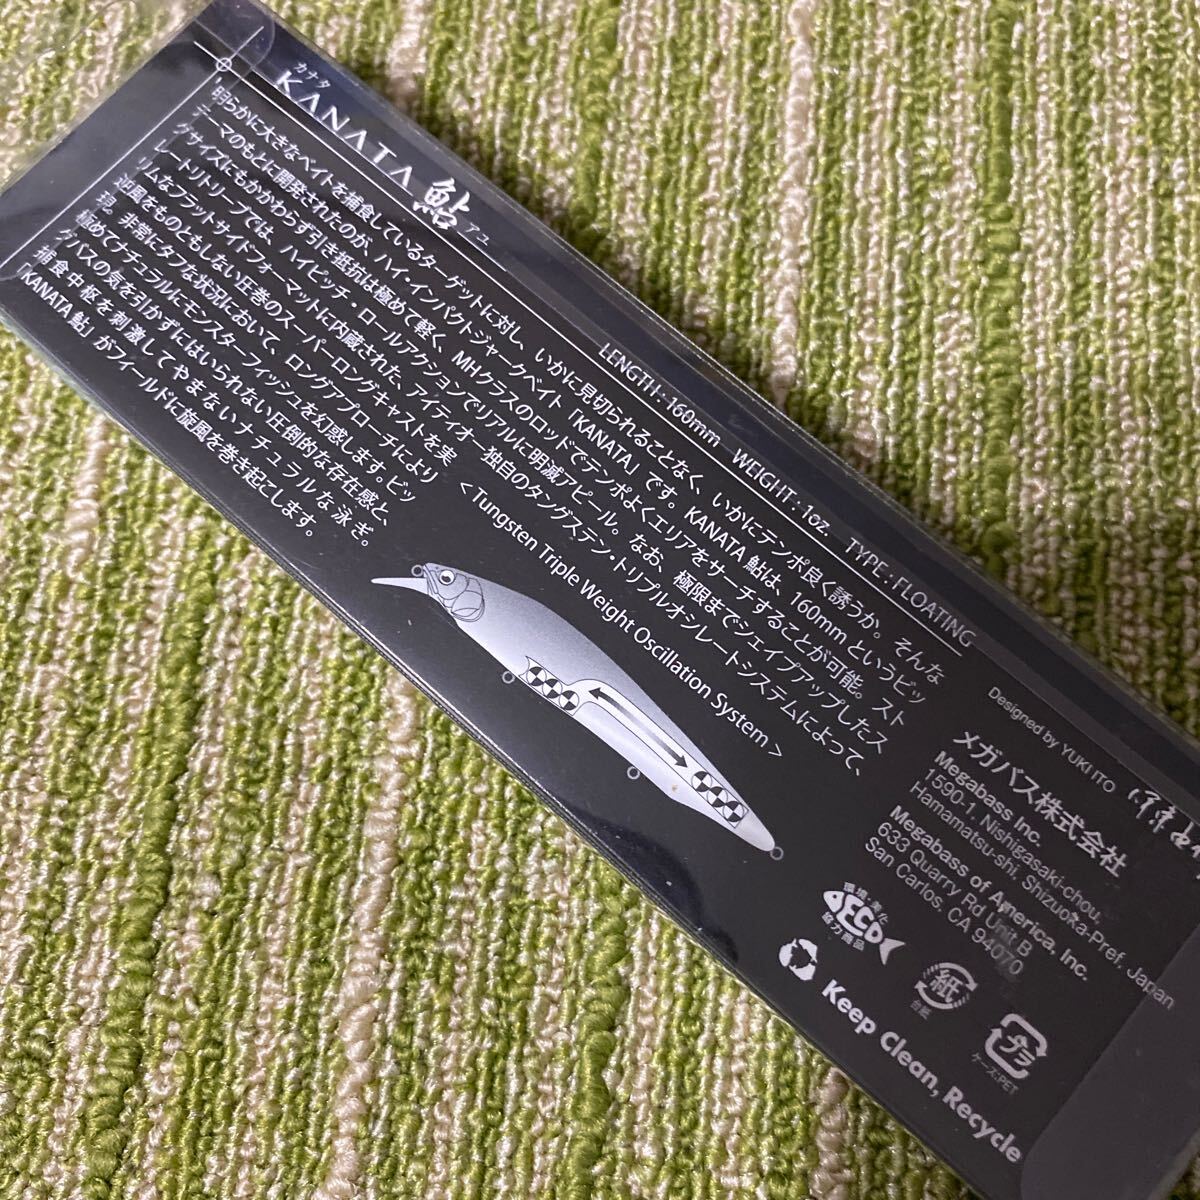 カナタ
KANATA 鮎 アユ
LENGTH : 160mm WEIGHT : 1oz. TYPE : FLOATING
明らかに大きなベイトを捕食しているターゲットに対し、いかに見切られることなく、いかにテンポ良く誘うか。そんな
テーマのもとに開発されたのが、ハイ・インパクトジャークベイト「KANATA」です。KANATA 鮎は、160mmというビッ
グサイズにもかかわらず引き抵抗は極めて軽く、MHクラスのロッドでテンポよくエリアをサーチすることが可能。スト
レートリトリーブでは、ハイピッチ・ロールアクションでリアルに明滅アピール。なお、極限までシェイプアップしたス
リムなフラットサイドフォーマットに内蔵された、アイティオー独自のタングステン・トリプルオシレートシステムによって、
逆風をものともしない圧巻のスーパーロングキャストを実
現。非常にタフな状況において、ロングアプローチにより
極めてナチュラルにモンスターフィッシュを幻惑します。ビッ
グバスの気を引かずにはいられない圧倒的な存在感と、
捕食中枢を刺激してやまないナチュラルな泳ぎ。
「KANATA 鮎」がフィールドに旋風を巻き起こします。
<Tungsten Triple Weight Oscillation System>
Designed by YUKI ITO
メガバス株式会社
Megabass Inc.
1590-1, Nishigasaki-chou,
Hamamatsu-shi, Shizuoka-Pref, Japan
Megabass of America, Inc.
633 Quarry Rd Unit B
San Carlos, CA 94070
環境・美化
ECO
協力商品
紙
台紙
プラ
ケース:PET
Keep Clean, Recycle